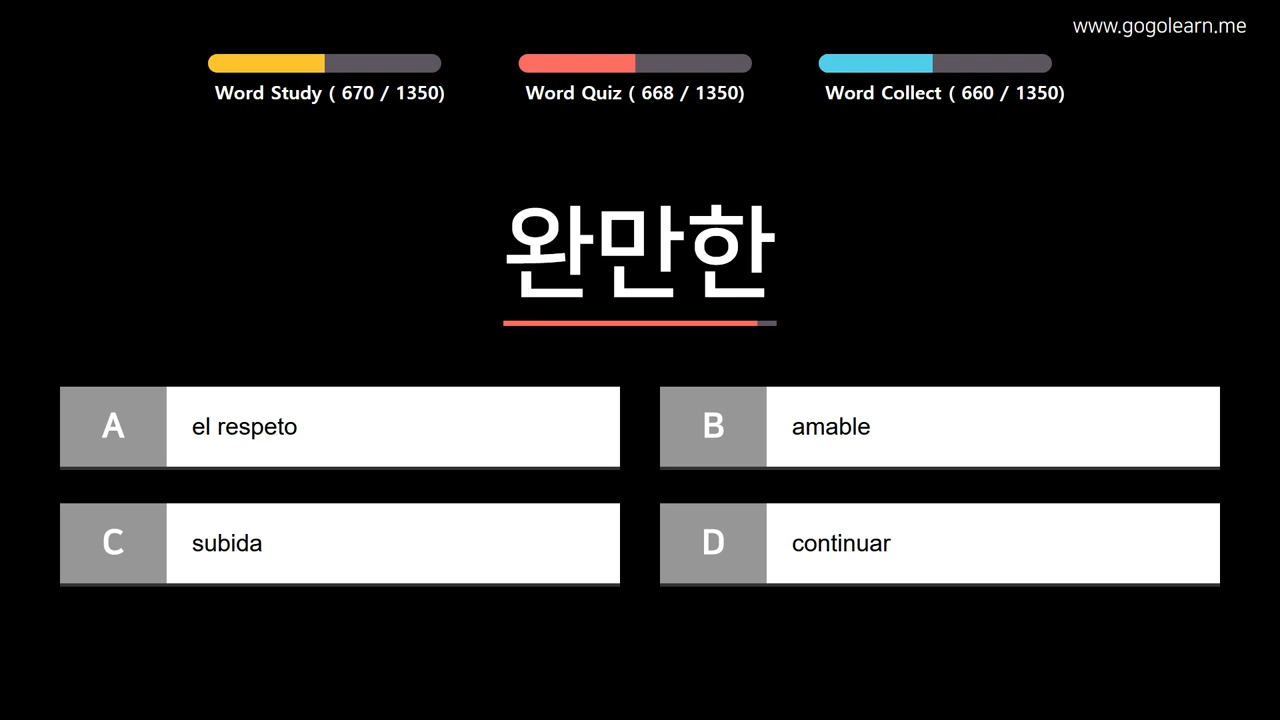 www.gogolearn.me
Word Study ( 670 / 1350)
Word Quiz ( 668 / 1350)
Word Collect ( 660 / 1350)
완만한
A el respeto
B amable
C subida
D continuar